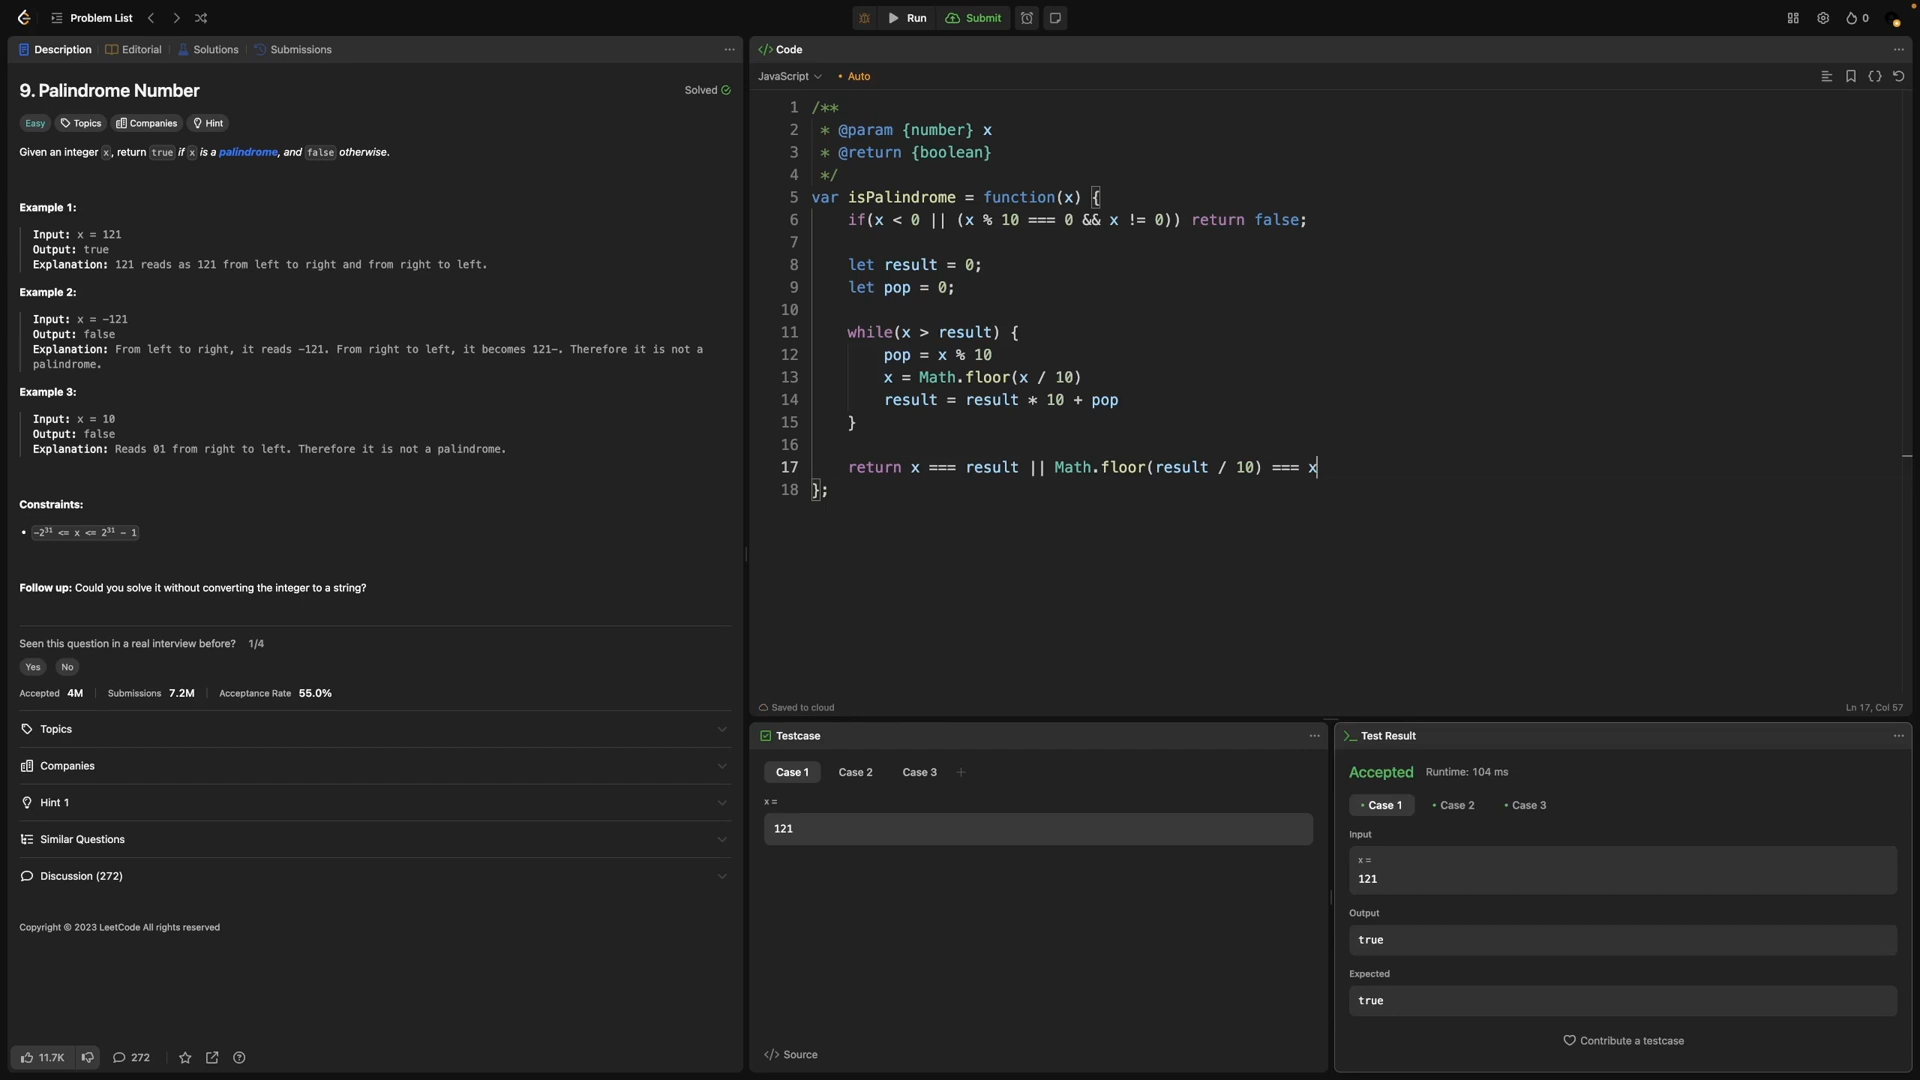 Problem List
Run
Submit
0
Description
Editorial
Solutions
Submissions
9. Palindrome Number
Solved
Easy
Topics
Companies
Hint
Given an integer x, return true if x is a palindrome, and false otherwise.
Example 1:
Input: x = 121
Output: true
Explanation: 121 reads as 121 from left to right and from right to left.
Example 2:
Input: x = -121
Output: false
Explanation: From left to right, it reads -121. From right to left, it becomes 121-. Therefore it is not a
palindrome.
Example 3:
Input: x = 10
Output: false
Explanation: Reads 01 from right to left. Therefore it is not a palindrome.
Constraints:
• -2³¹ <= x <= 2³¹ - 1
Follow up: Could you solve it without converting the integer to a string?
Seen this question in a real interview before? 1/4
Yes
No
Accepted 4M
Submissions 7.2M
Acceptance Rate 55.0%
Topics
Companies
Hint 1
Similar Questions
Discussion (272)
Copyright © 2023 LeetCode All rights reserved
11.7K
272
</> Code
JavaScript
• Auto
1 /**
2  * @param {number} x
3  * @return {boolean}
4  */
5 var isPalindrome = function(x) {
6     if(x < 0 || (x % 10 === 0 && x != 0)) return false;
7
8     let result = 0;
9     let pop = 0;
10
11     while(x > result) {
12         pop = x % 10
13         x = Math.floor(x / 10)
14         result = result * 10 + pop
15     }
16
17     return x === result || Math.floor(result / 10) === x
18 };
Saved to cloud
Ln 17, Col 57
Testcase
Case 1
Case 2
Case 3
+
x =
121
</> Source
Test Result
Accepted
Runtime: 104 ms
• Case 1
• Case 2
• Case 3
Input
x =
121
Output
true
Expected
true
Contribute a testcase